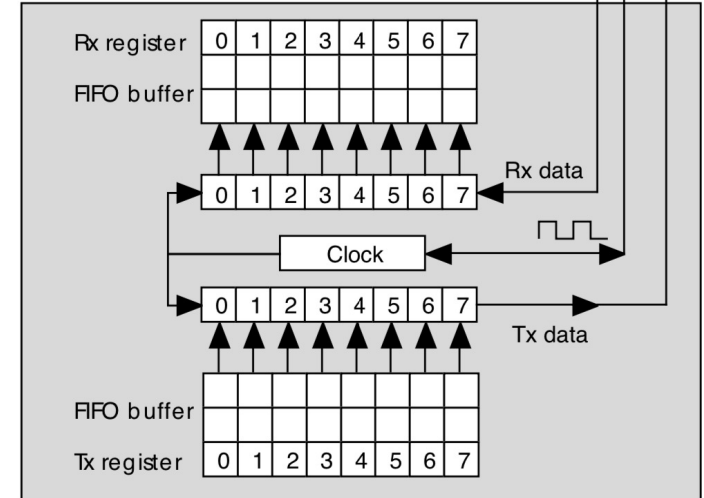 Rx register 0 1 2 3 4 5 6 7
FIFO buffer
Rx data
0 1 2 3 4 5 6 7
Clock
0 1 2 3 4 5 6 7
Tx data
FIFO buffer
Tx register 0 1 2 3 4 5 6 7